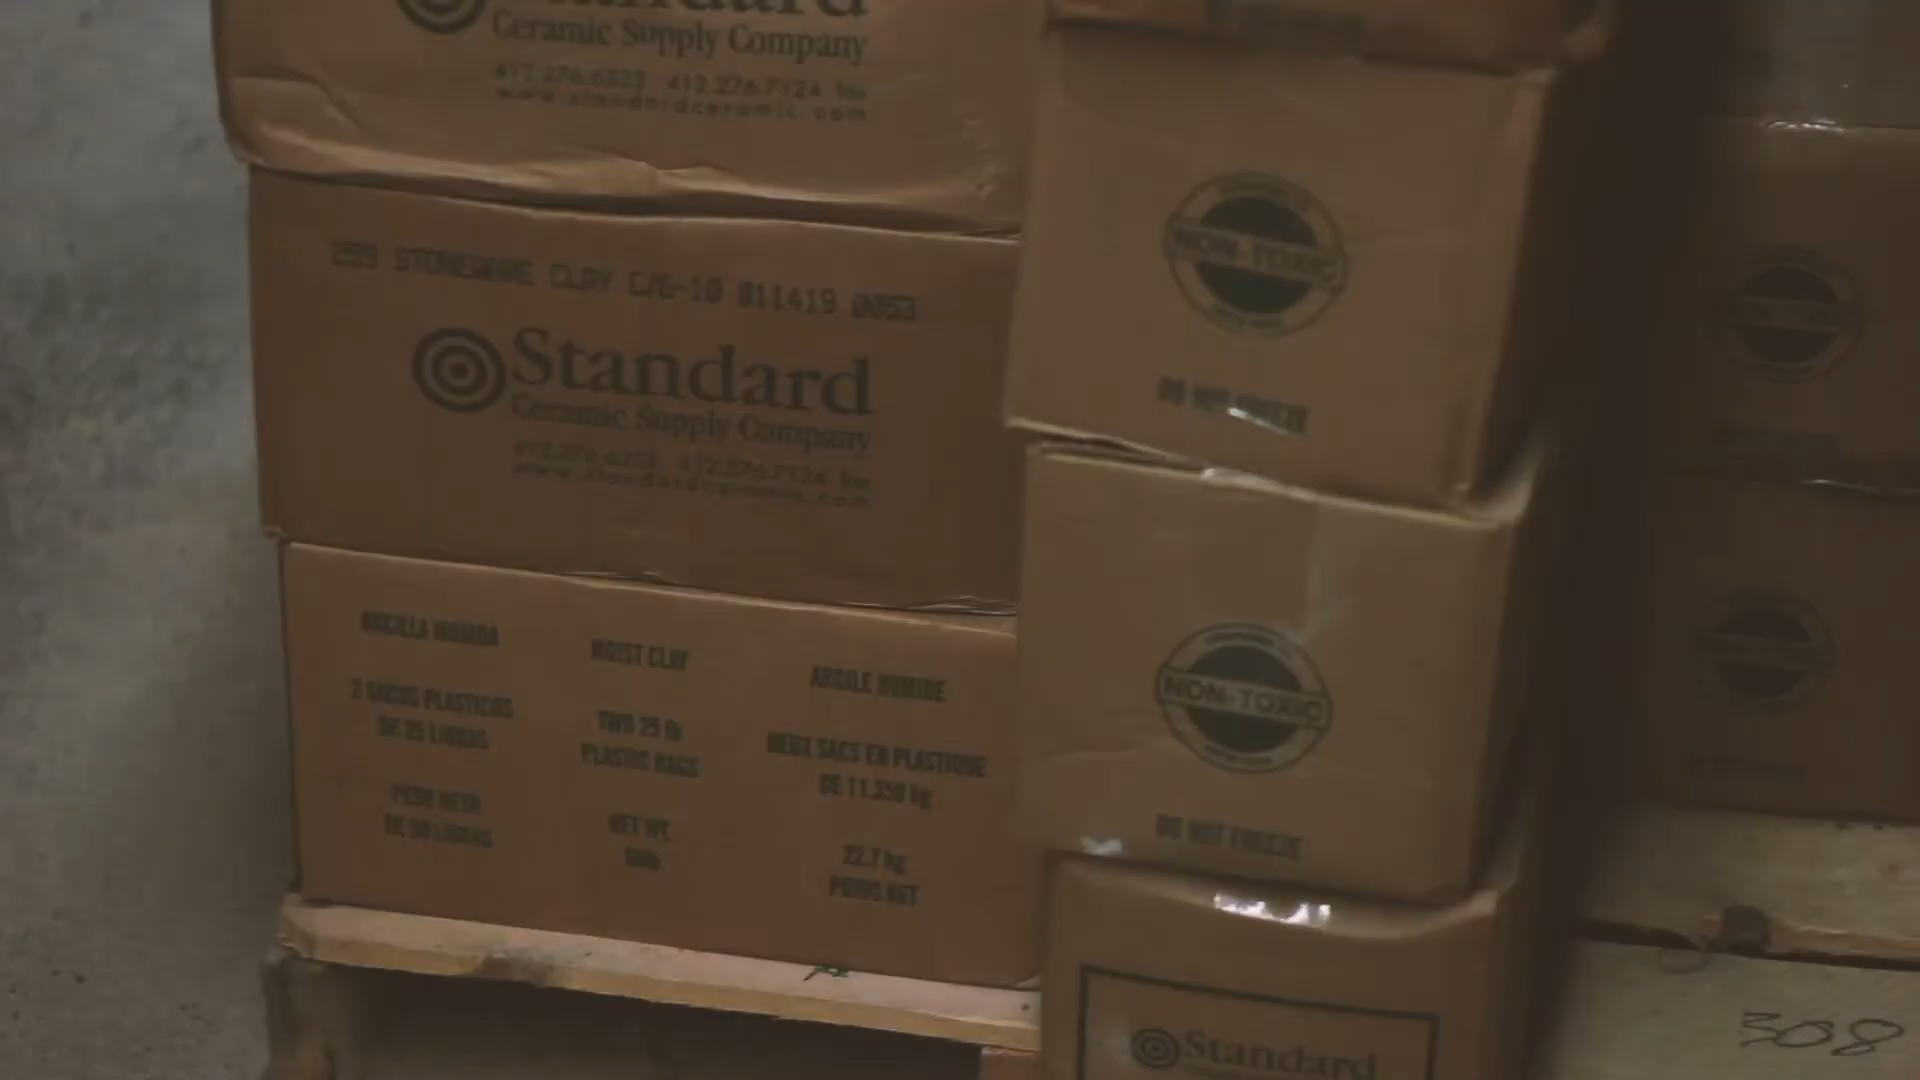 Standard
Ceramic Supply Company
412.276.6333 412.276.7124 fax
www.standardceramic.com
259 STONEWARE CLAY C/6-10 011419 0053
Standard
Ceramic Supply Company
412.276.6333 412.276.7124 fax
www.standardceramic.com
ARCILLA HUMADA
2 SACOS PLASTICOS
DE 25 LIBRAS
PESO NETO
DE 50 LIBRAS
MOIST CLAY
TWO 25 lb
PLASTIC BAGS
NET WT.
50lb
ARGILE HUMIDE
DEUX SACS EN PLASTIQUE
DE 11.350 kg
22.7 kg
POIDS NET
NON-TOXIC
DO NOT FREEZE
NON-TOXIC
DO NOT FREEZE
Standard
308